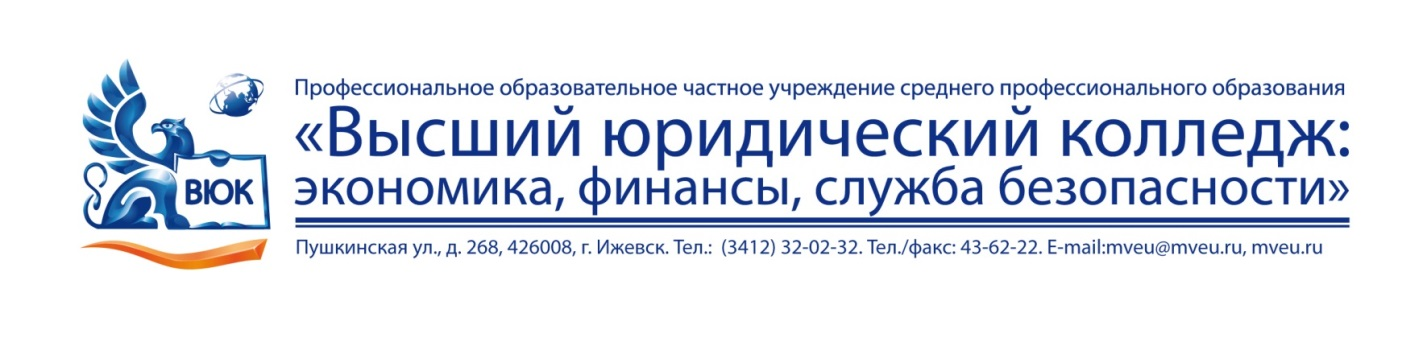 Профессиональное образовательное частное учреждение среднего профессионального образования
«Высший юридический колледж:
экономика, финансы, служба безопасности»
ВЮК
Пушкинская ул., д. 268, 426008, г. Ижевск. Тел.: (3412) 32-02-32. Тел./факс: 43-62-22. E-mail:mveu@mveu.ru, mveu.ru